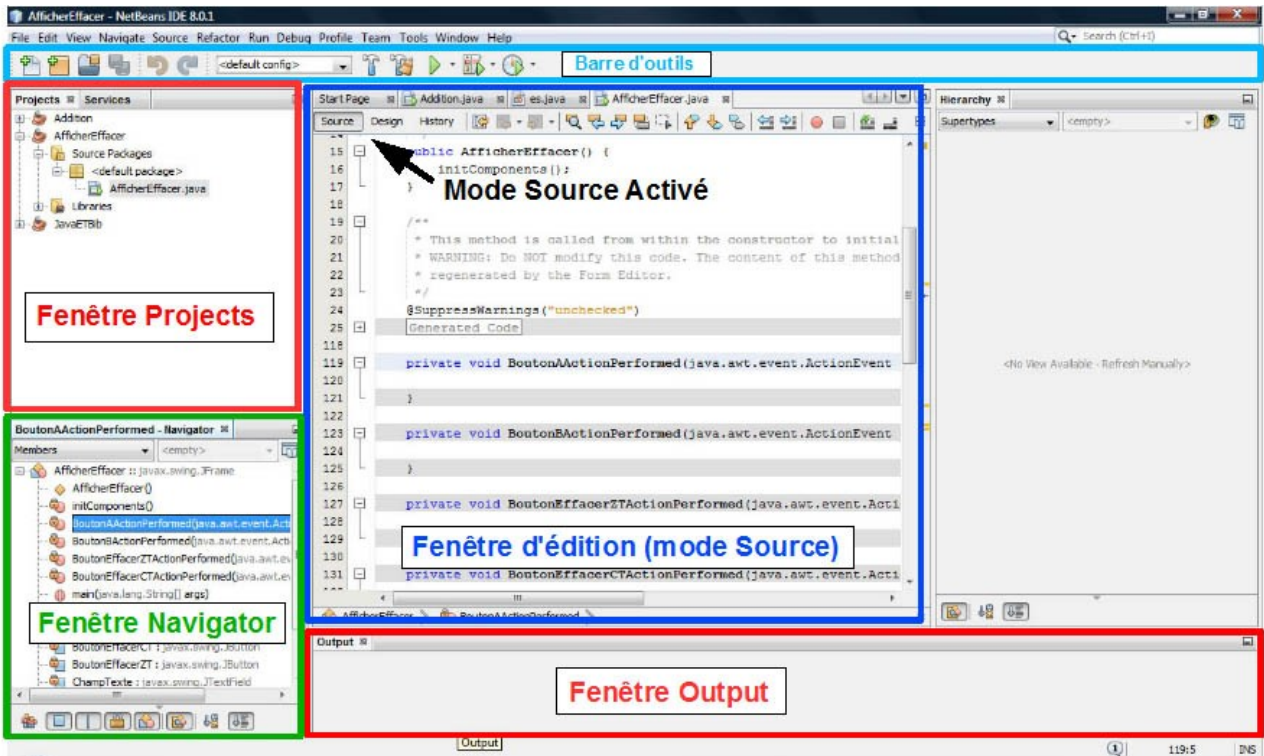 AfficherEffacer - NetBeans IDE 8.0.1
File Edit View Navigate Source Refactor Run Debug Profile Team Tools Window Help
Search (Ctrl+I)
<default config>
Barre d'outils
Projects Services
Addition
AfficherEffacer
Source Packages
<default package>
AfficherEffacer.java
Libraries
JavaETBib
Fenêtre Projects
Start Page Addition.java es.java AfficherEffacer.java
Source Design History
15 public AfficherEffacer() {
16 initComponents();
17 }
Mode Source Activé
18
19 /**
20 * This method is called from within the constructor to initial
21 * WARNING: Do NOT modify this code. The content of this method
22 * regenerated by the Form Editor.
23 */
24 @SuppressWarnings("unchecked")
25 Generated Code
118
119 private void BoutonAActionPerformed(java.awt.event.ActionEvent
120
121 }
122
123 private void BoutonBActionPerformed(java.awt.event.ActionEvent
124
125 }
126
127 private void BoutonEffacerZTActionPerformed(java.awt.event.Acti
128
129
130
Fenêtre d'édition (mode Source)
131 private void BoutonEffacerCTActionPerformed(java.awt.event.Acti
AfficherEffacer BoutonAActionPerformed
Hierarchy
Supertypes <empty>
<No View Available - Refresh Manually>
BoutonAActionPerformed - Navigator
Members <empty>
AfficherEffacer :: javax.swing.JFrame
AfficherEffacer()
initComponents()
BoutonAActionPerformed(java.awt.event.Acti
BoutonBActionPerformed(java.awt.event.Acti
BoutonEffacerZTActionPerformed(java.awt.ev
BoutonEffacerCTActionPerformed(java.awt.ev
main(java.lang.String[] args)
Fenêtre Navigator
BoutonEffacerCT : javax.swing.JButton
BoutonEffacerZT : javax.swing.JButton
ChampTexte : javax.swing.JTextField
Output
Fenêtre Output
Output
1 119:5 INS